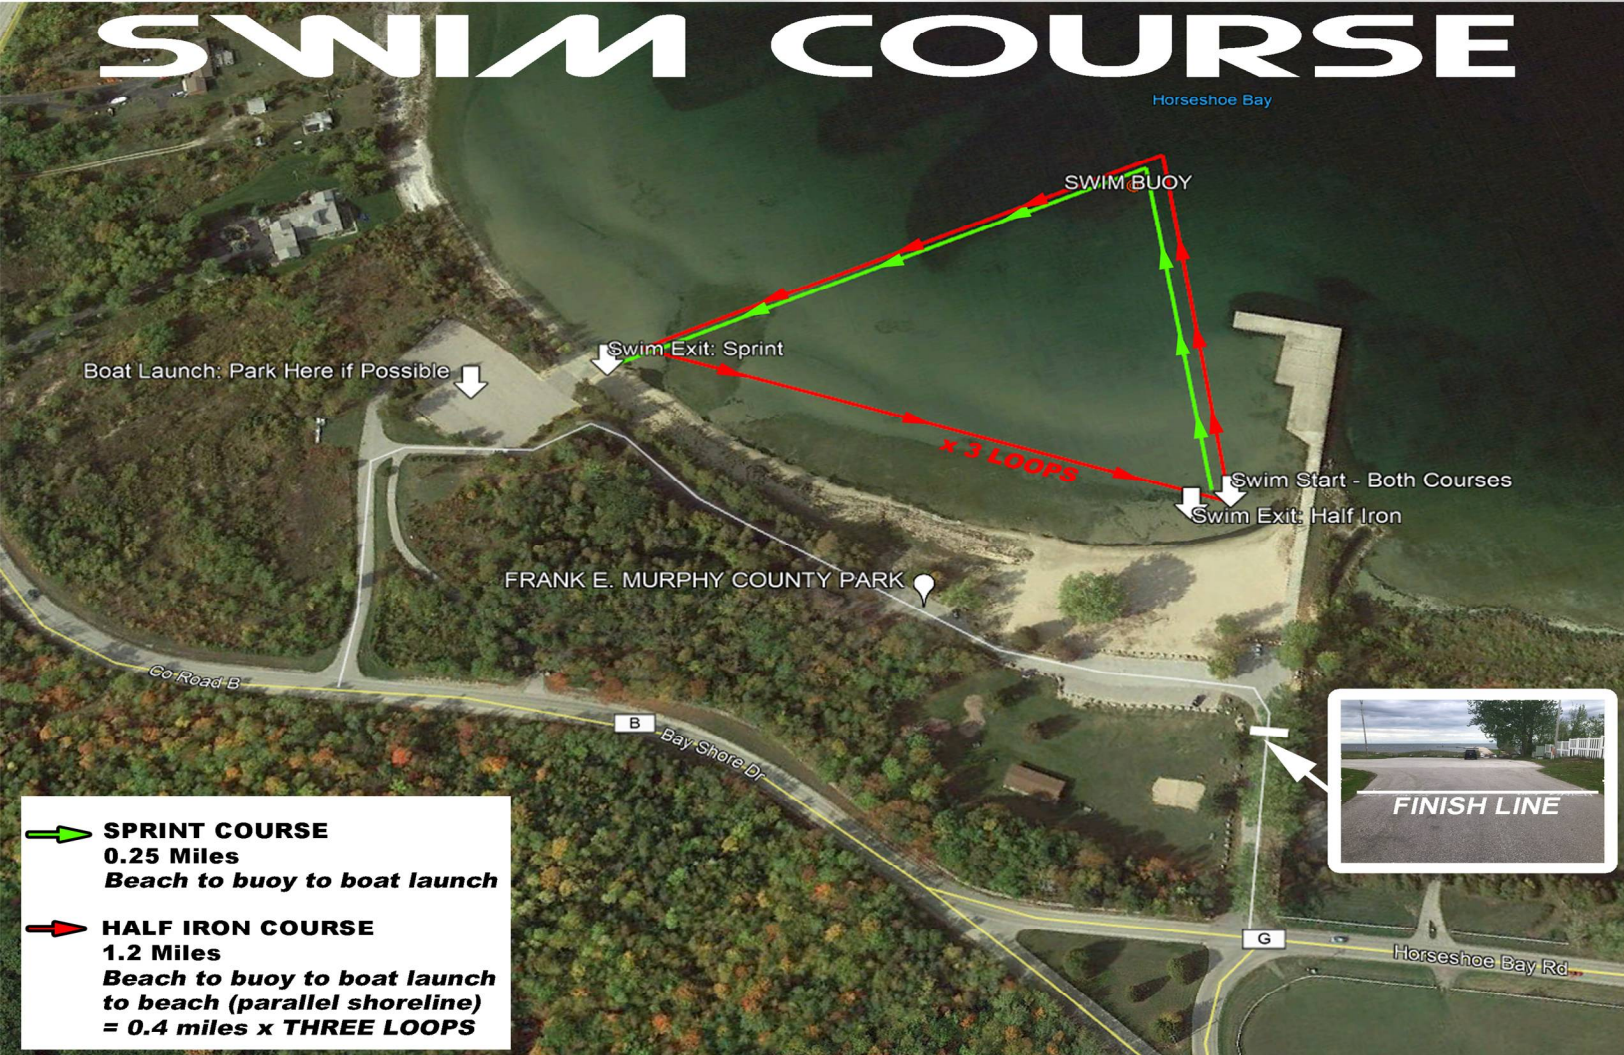 SWIM COURSE
Horseshoe Bay
SWIM BUOY
Swim Exit: Sprint
Boat Launch: Park Here if Possible
x 3 LOOPS
Swim Start - Both Courses
Swim Exit: Half Iron
FRANK E. MURPHY COUNTY PARK
Co Road B
B
Bay Shore Dr
FINISH LINE
G
Horseshoe Bay Rd
SPRINT COURSE
0.25 Miles
Beach to buoy to boat launch
HALF IRON COURSE
1.2 Miles
Beach to buoy to boat launch
to beach (parallel shoreline)
= 0.4 miles x THREE LOOPS